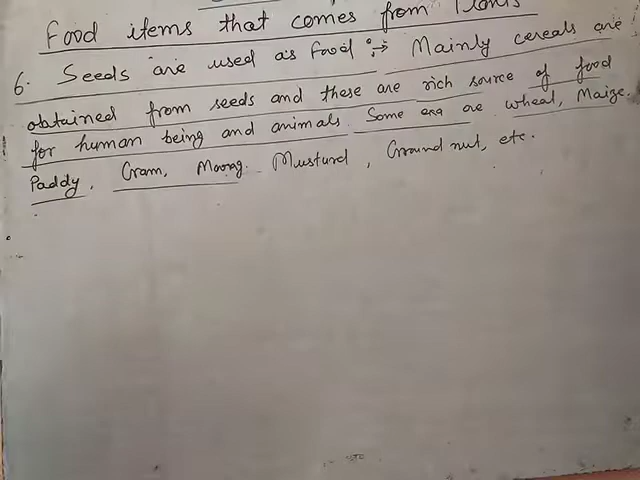 Food items that comes from Plants
6. Seeds are used as food :→ Mainly cereals are
obtained from seeds and these are rich source of food
for human being and animals. Some exa are wheat, Maize.
Paddy, Gram, Moong. Musturd, Ground nut, etc.